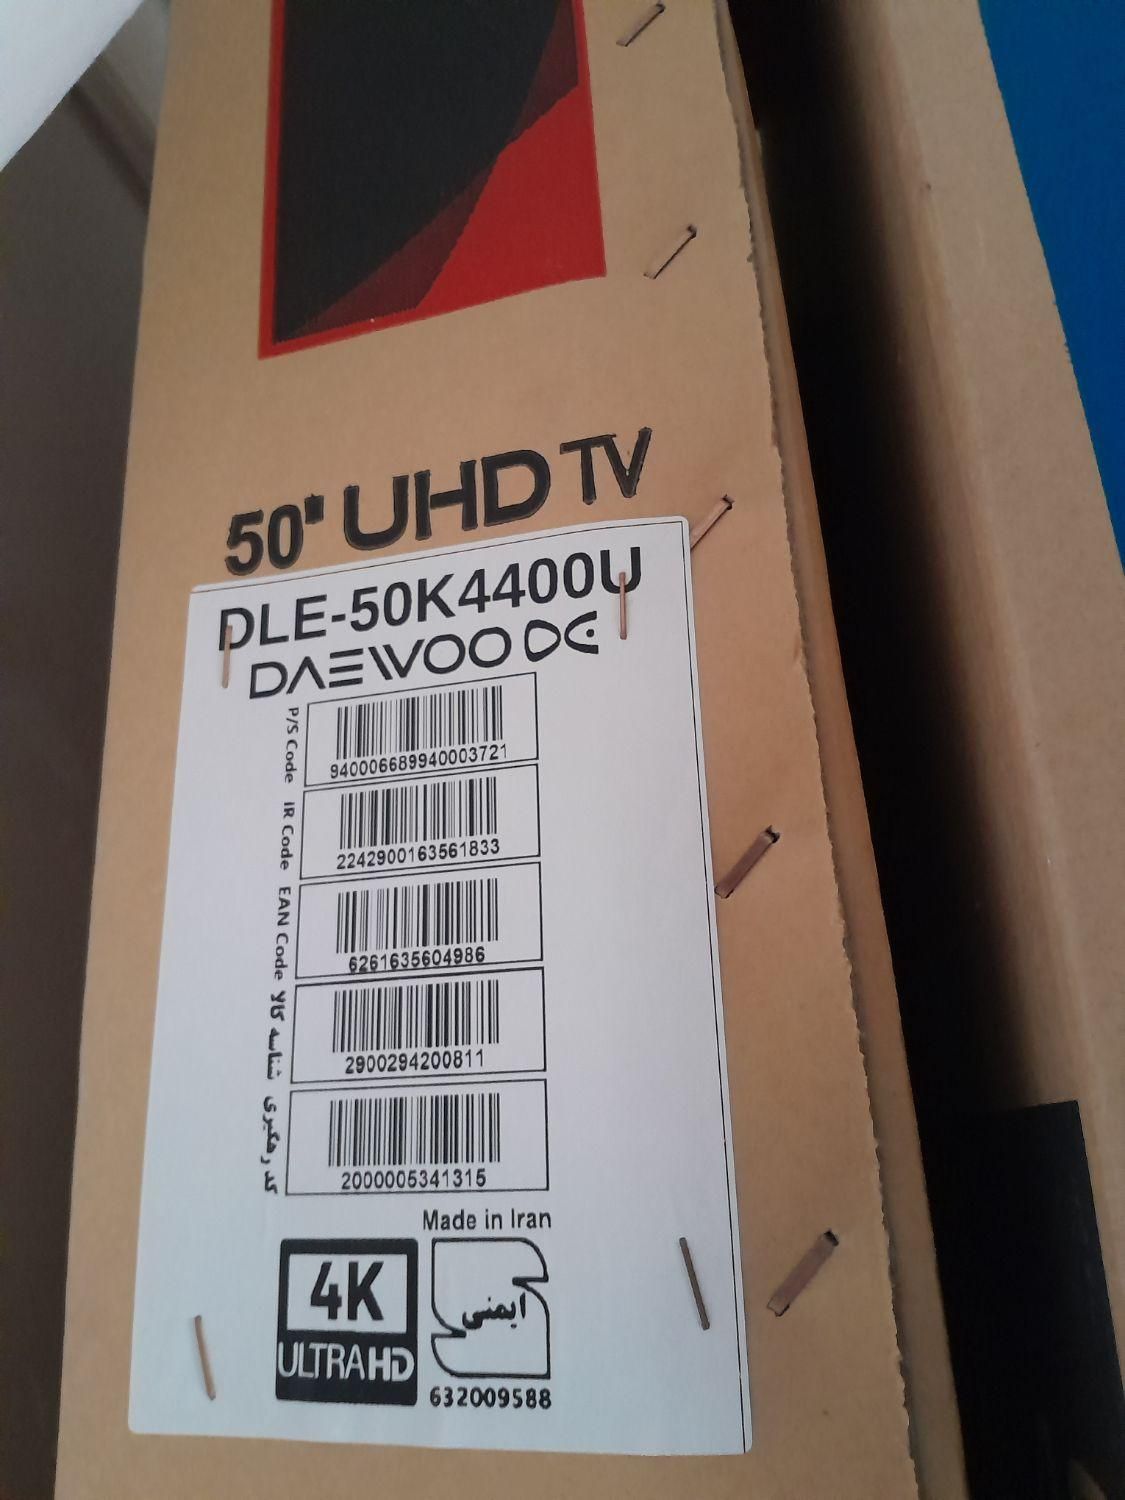 50" UHD TV
DLE-50K4400U
DAEWOO DE
P/S Code
940006689940003721
IR Code
2242900163561833
EAN Code
6261635604986
شناسه کالا
2900294200811
کد رهگیری
2000005341315
Made in Iran
4K
ULTRA HD
ایمنی
632009588